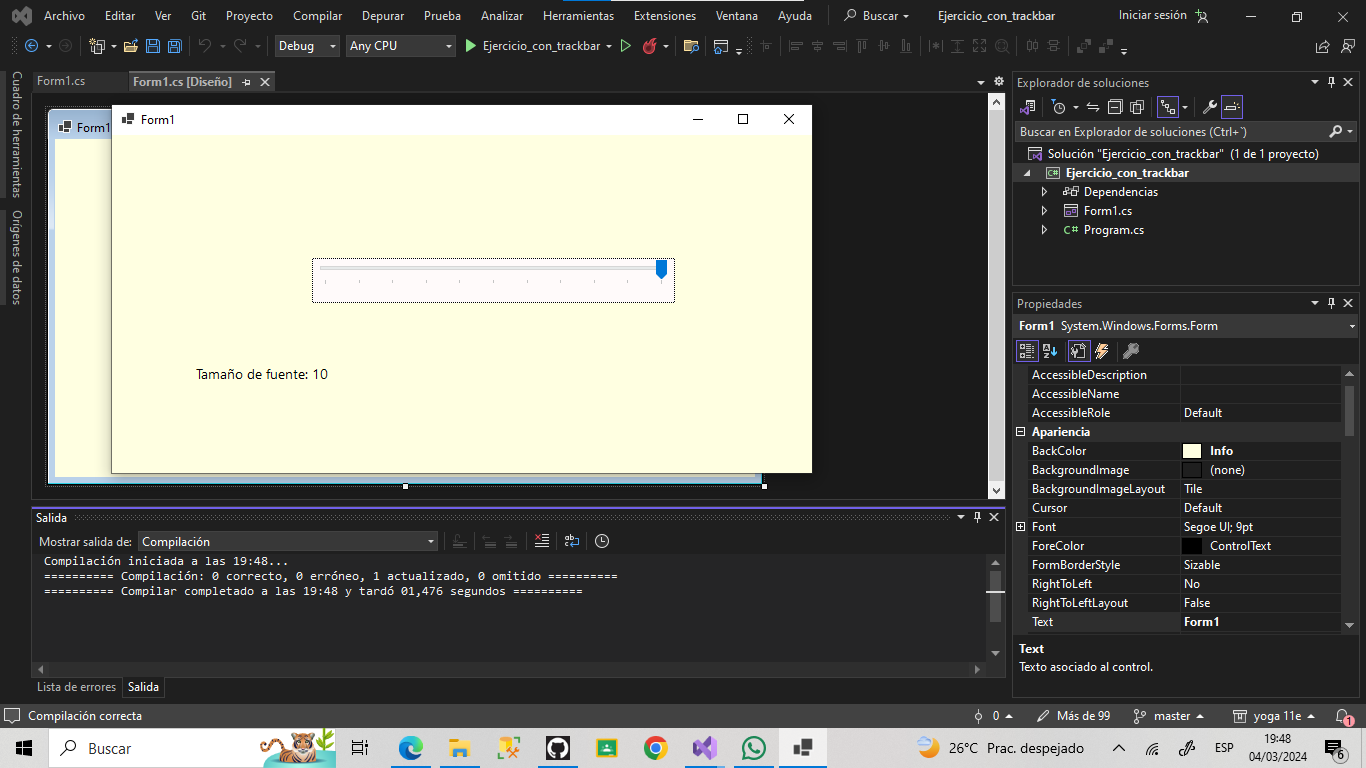 Archivo Editar Ver Git Proyecto Compilar Depurar Prueba Analizar Herramientas Extensiones Ventana Ayuda Buscar Ejercicio_con_trackbar Iniciar sesión
Debug Any CPU Ejercicio_con_trackbar
Cuadro de herramientas
Orígenes de datos
Form1.cs Form1.cs [Diseño]
Form1
Form1
Tamaño de fuente: 10
Salida
Mostrar salida de: Compilación
Compilación iniciada a las 19:48...
========== Compilación: 0 correcto, 0 erróneo, 1 actualizado, 0 omitido ==========
========== Compilar completado a las 19:48 y tardó 01,476 segundos ==========
Lista de errores Salida
Explorador de soluciones
Buscar en Explorador de soluciones (Ctrl+`)
Solución "Ejercicio_con_trackbar" (1 de 1 proyecto)
C# Ejercicio_con_trackbar
Dependencias
Form1.cs
C# Program.cs
Propiedades
Form1 System.Windows.Forms.Form
AccessibleDescription
AccessibleName
AccessibleRole Default
Apariencia
BackColor Info
BackgroundImage (none)
BackgroundImageLayout Tile
Cursor Default
Font Segoe UI; 9pt
ForeColor ControlText
FormBorderStyle Sizable
RightToLeft No
RightToLeftLayout False
Text Form1
Text
Texto asociado al control.
Compilación correcta 0 Más de 99 master yoga 11e 1
Buscar 26°C Prac. despejado ESP 19:48
04/03/2024 6